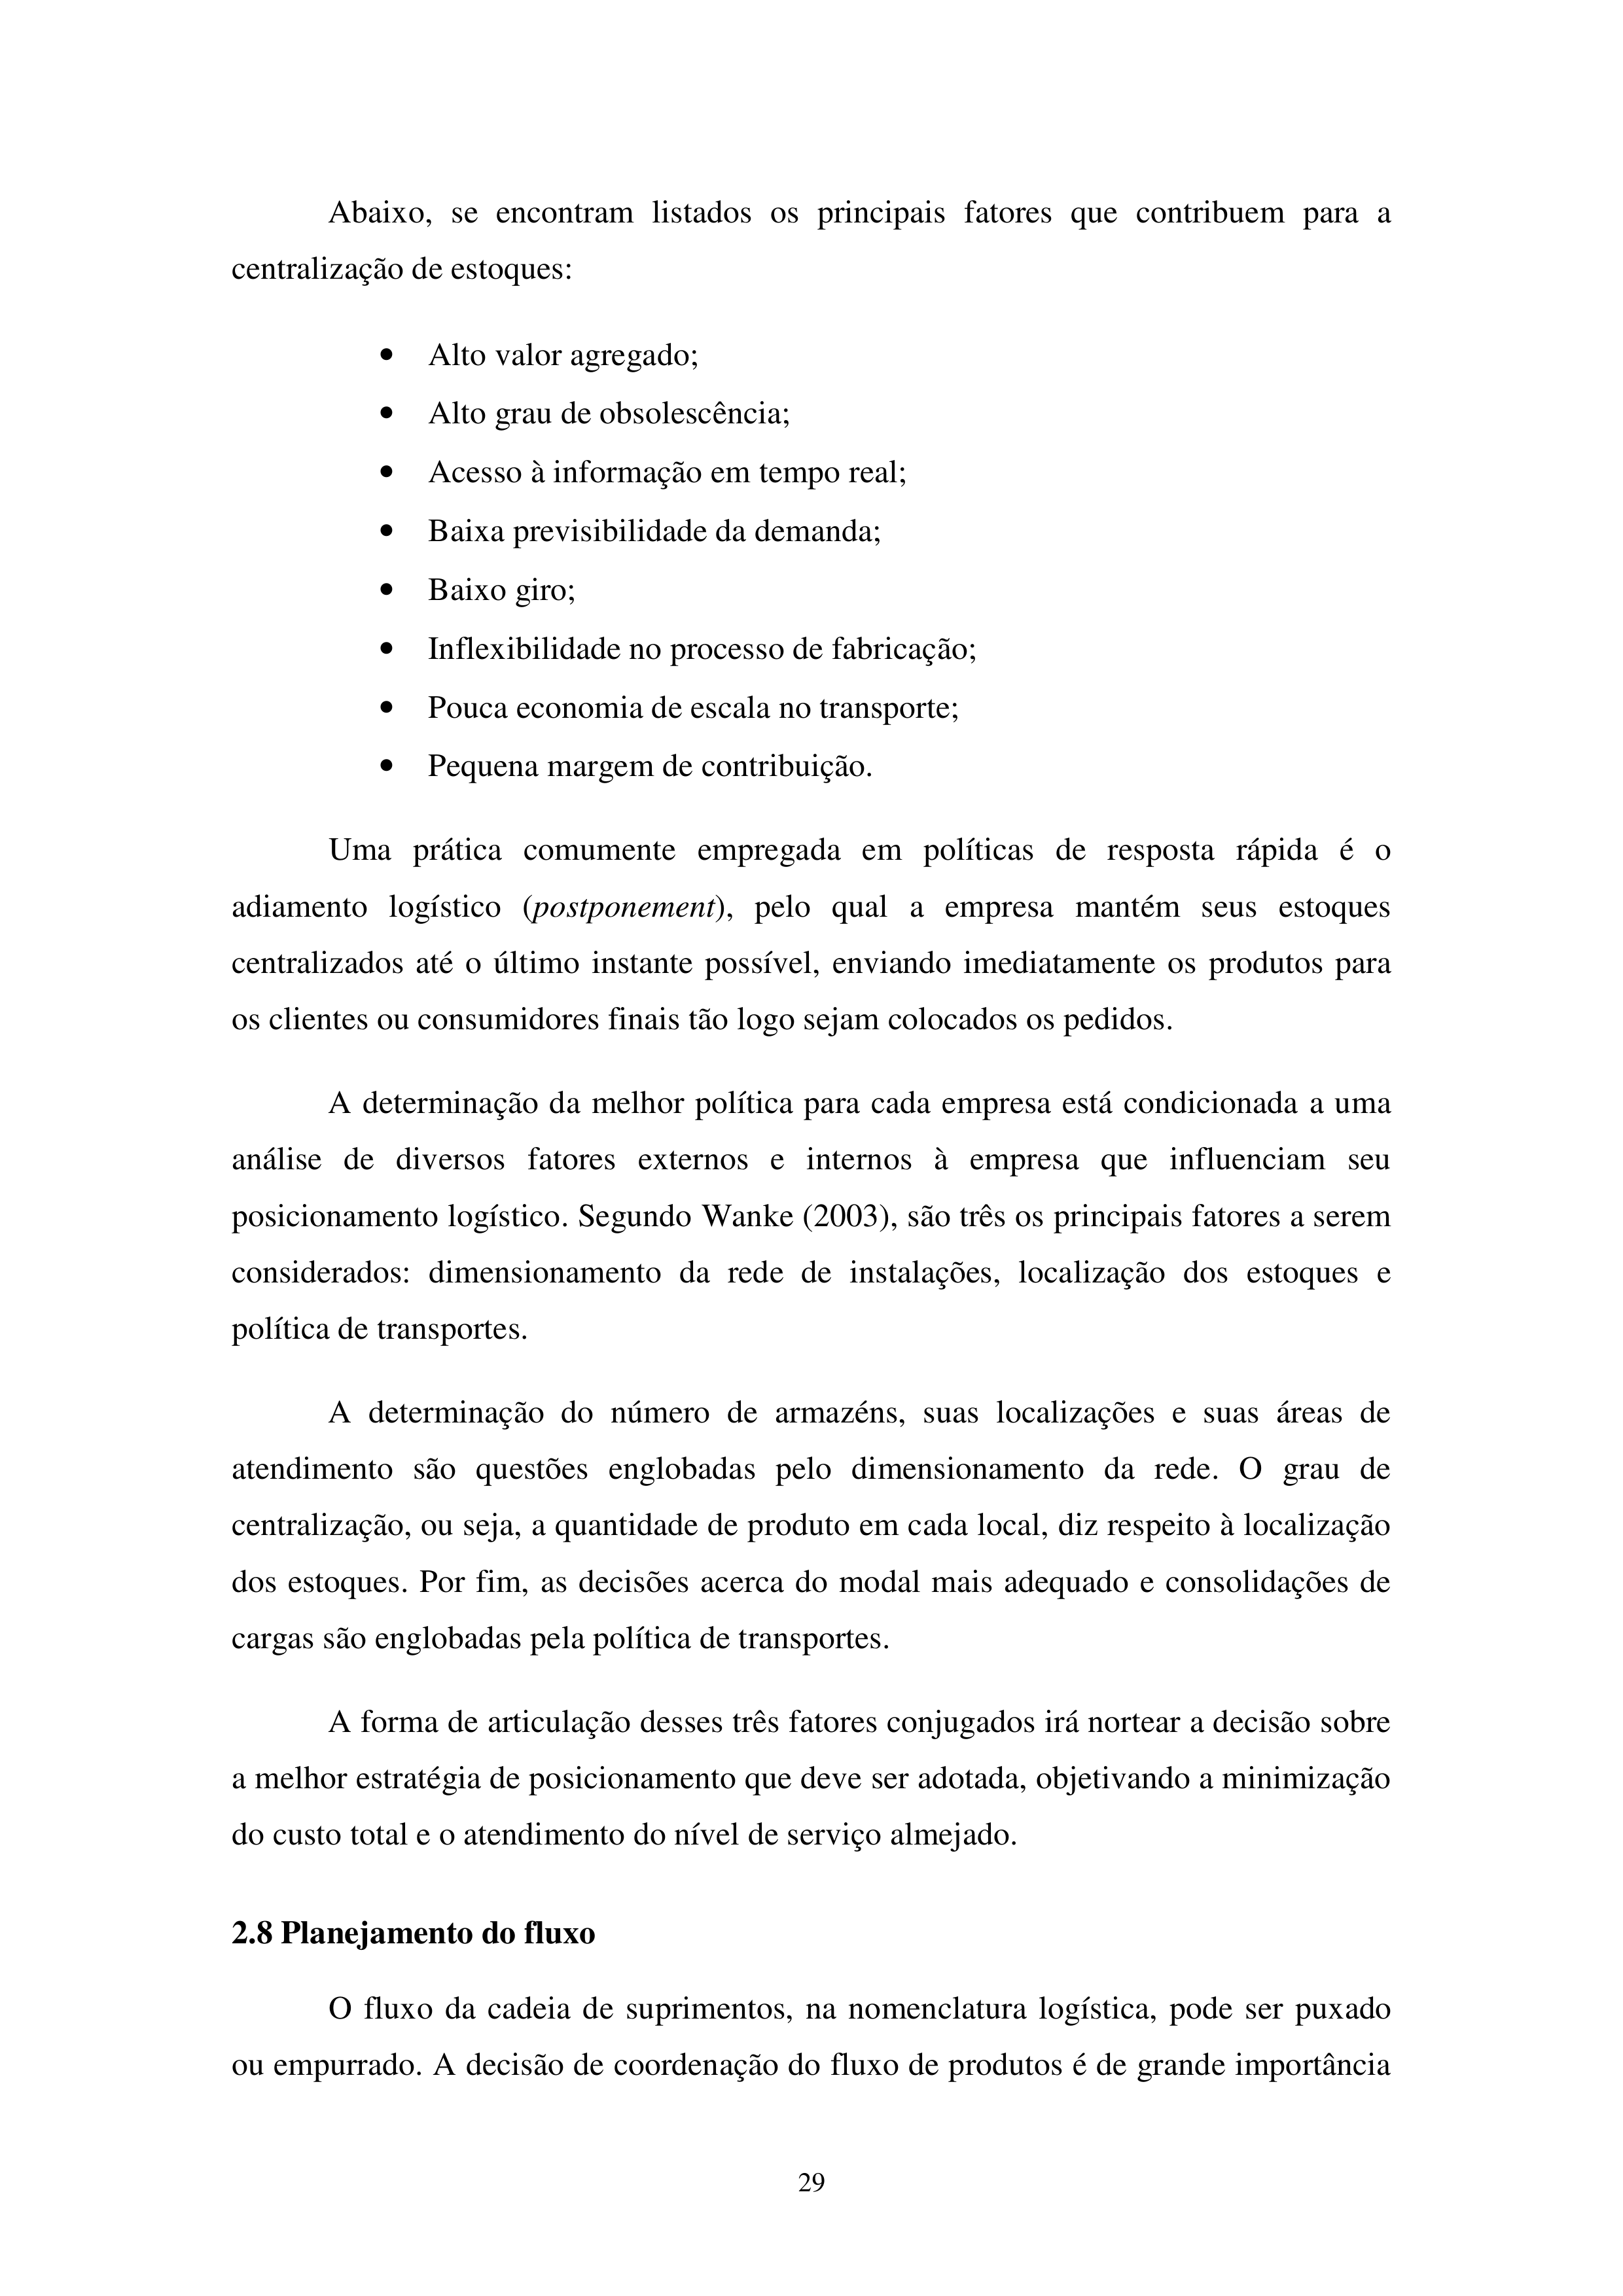 Abaixo, se encontram listados os principais fatores que contribuem para a
centralização de estoques:
• Alto valor agregado;
• Alto grau de obsolescência;
• Acesso à informação em tempo real;
• Baixa previsibilidade da demanda;
• Baixo giro;
• Inflexibilidade no processo de fabricação;
• Pouca economia de escala no transporte;
• Pequena margem de contribuição.
Uma prática comumente empregada em políticas de resposta rápida é o
adiamento logístico (postponement), pelo qual a empresa mantém seus estoques
centralizados até o último instante possível, enviando imediatamente os produtos para
os clientes ou consumidores finais tão logo sejam colocados os pedidos.
A determinação da melhor política para cada empresa está condicionada a uma
análise de diversos fatores externos e internos à empresa que influenciam seu
posicionamento logístico. Segundo Wanke (2003), são três os principais fatores a serem
considerados: dimensionamento da rede de instalações, localização dos estoques e
política de transportes.
A determinação do número de armazéns, suas localizações e suas áreas de
atendimento são questões englobadas pelo dimensionamento da rede. O grau de
centralização, ou seja, a quantidade de produto em cada local, diz respeito à localização
dos estoques. Por fim, as decisões acerca do modal mais adequado e consolidações de
cargas são englobadas pela política de transportes.
A forma de articulação desses três fatores conjugados irá nortear a decisão sobre
a melhor estratégia de posicionamento que deve ser adotada, objetivando a minimização
do custo total e o atendimento do nível de serviço almejado.
2.8 Planejamento do fluxo
O fluxo da cadeia de suprimentos, na nomenclatura logística, pode ser puxado
ou empurrado. A decisão de coordenação do fluxo de produtos é de grande importância
29